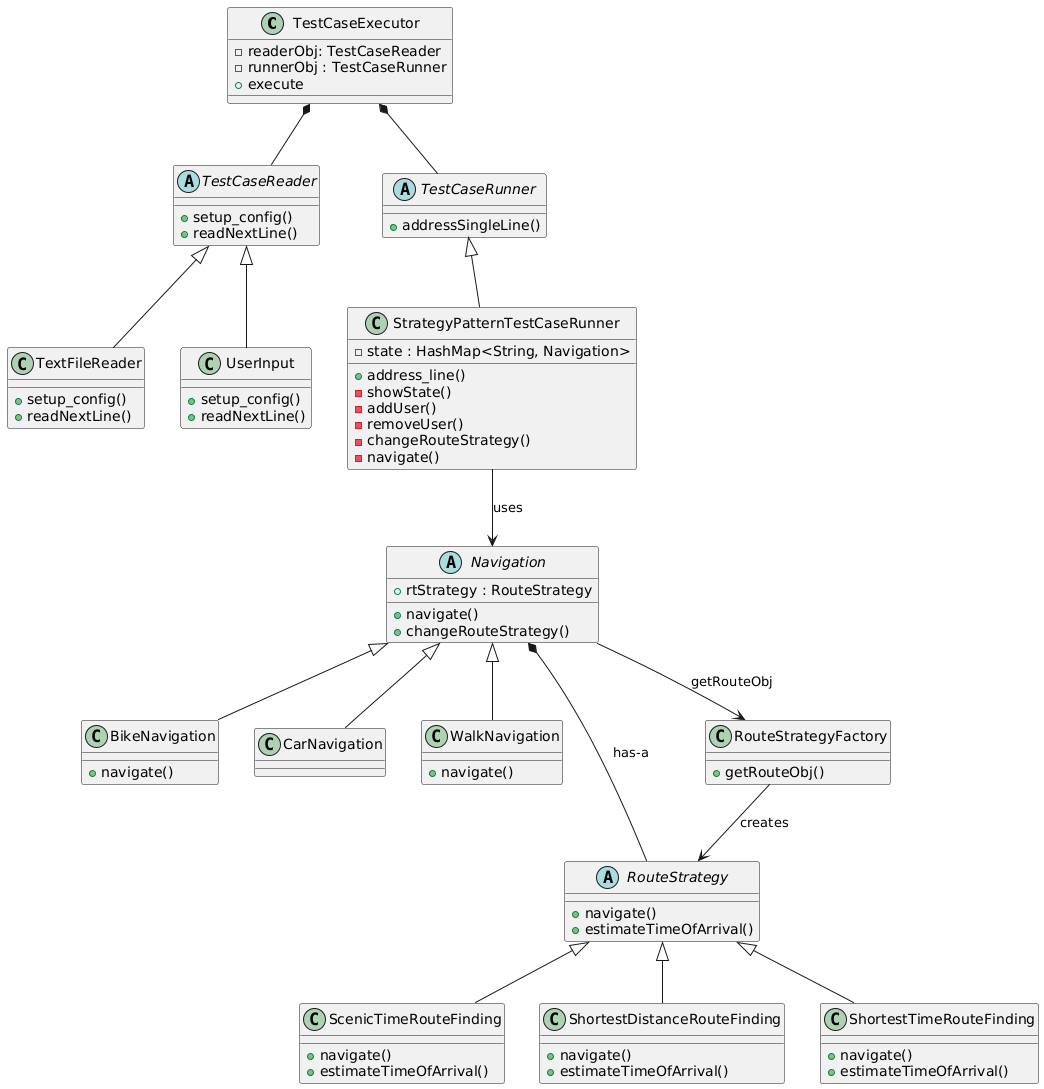 C TestCaseExecutor
readerObj: TestCaseReader
runnerObj : TestCaseRunner
execute
A TestCaseReader
setup_config()
readNextLine()
A TestCaseRunner
addressSingleLine()
C TextFileReader
setup_config()
readNextLine()
C UserInput
setup_config()
readNextLine()
C StrategyPatternTestCaseRunner
state : HashMap<String, Navigation>
address_line()
showState()
addUser()
removeUser()
changeRouteStrategy()
navigate()
uses
A Navigation
rtStrategy : RouteStrategy
navigate()
changeRouteStrategy()
getRouteObj
C BikeNavigation
navigate()
C CarNavigation
C WalkNavigation
navigate()
has-a
C RouteStrategyFactory
getRouteObj()
creates
A RouteStrategy
navigate()
estimateTimeOfArrival()
C ScenicTimeRouteFinding
navigate()
estimateTimeOfArrival()
C ShortestDistanceRouteFinding
navigate()
estimateTimeOfArrival()
C ShortestTimeRouteFinding
navigate()
estimateTimeOfArrival()